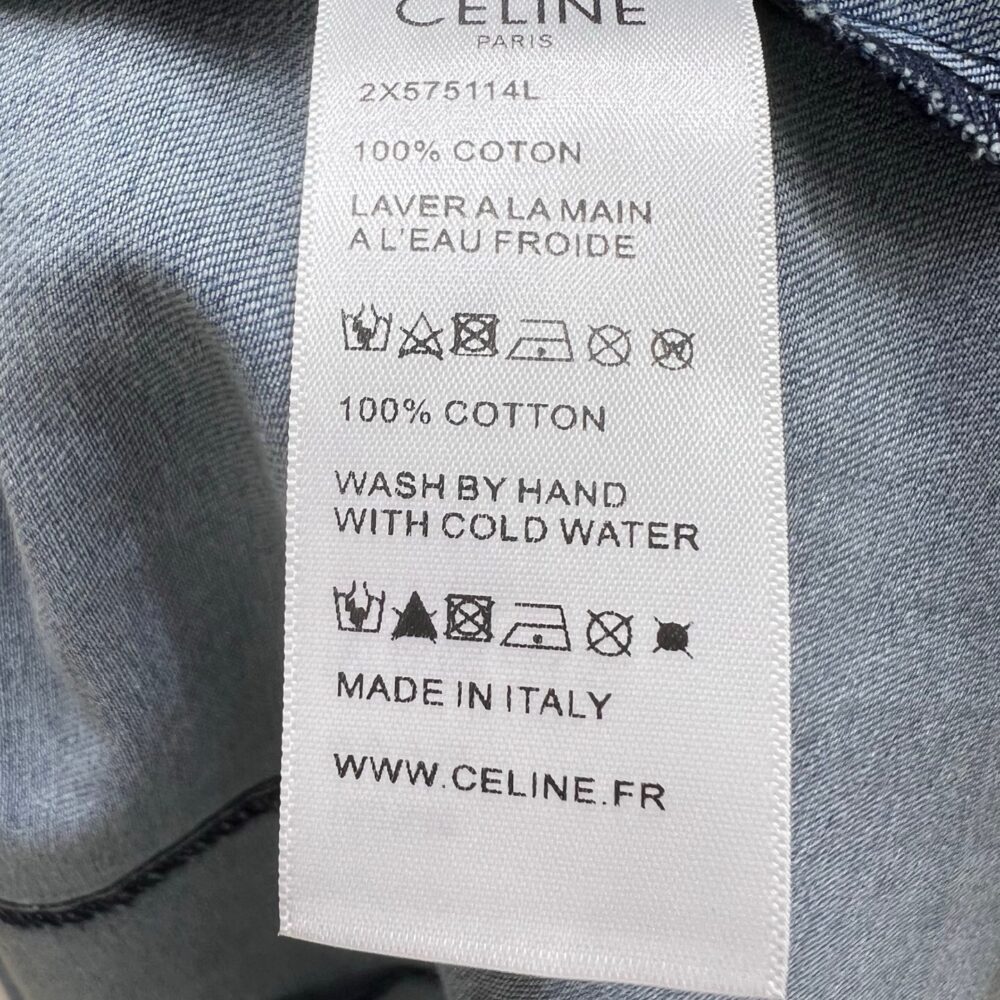 CELINE
PARIS
2X575114L
100% COTON
LAVER A LA MAIN
A L'EAU FROIDE
100% COTTON
WASH BY HAND
WITH COLD WATER
MADE IN ITALY
WWW.CELINE.FR